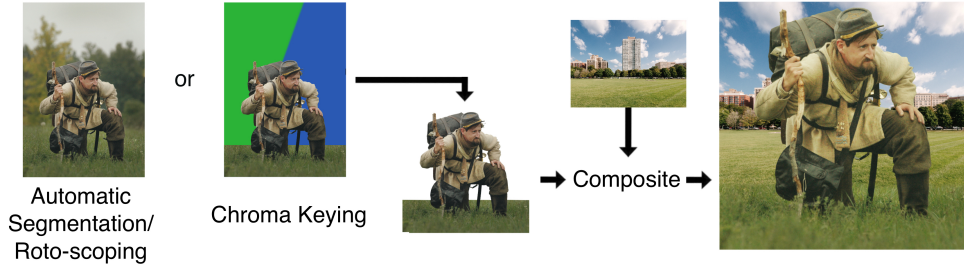 or
Automatic
Segmentation/
Roto-scoping
Chroma Keying
Composite